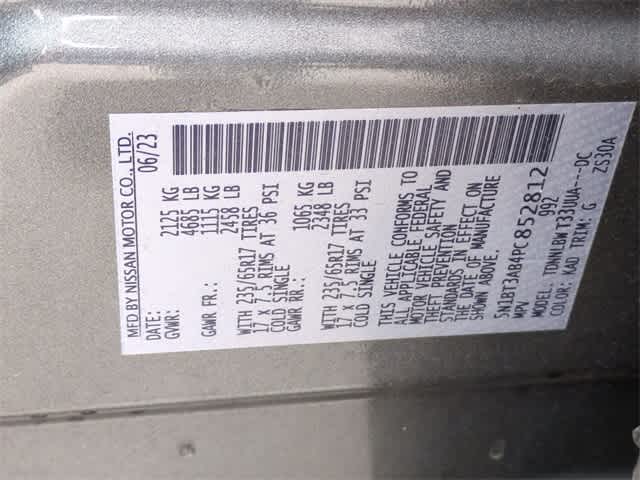 MFD BY NISSAN MOTOR CO., LTD.
DATE: 06/23
GVWR: 2125 KG
4685 LB
GAWR FR.: 1115 KG
2458 LB
WITH 235/65R17 TIRES
17 X 7.5 RIMS AT 36 PSI
COLD SINGLE
GAWR RR.: 1065 KG
2348 LB
WITH 235/65R17 TIRES
17 X 7.5 RIMS AT 33 PSI
COLD SINGLE
THIS VEHICLE CONFORMS TO
ALL APPLICABLE FEDERAL
MOTOR VEHICLE SAFETY AND
THEFT PREVENTION
STANDARDS IN EFFECT ON
THE DATE OF MANUFACTURE
SHOWN ABOVE.
5N1BT3AB4PC852812
MPV 992
MODEL: TDNNLBW T33UUA---DC
COLOR: KAD TRIM: G ZS30A